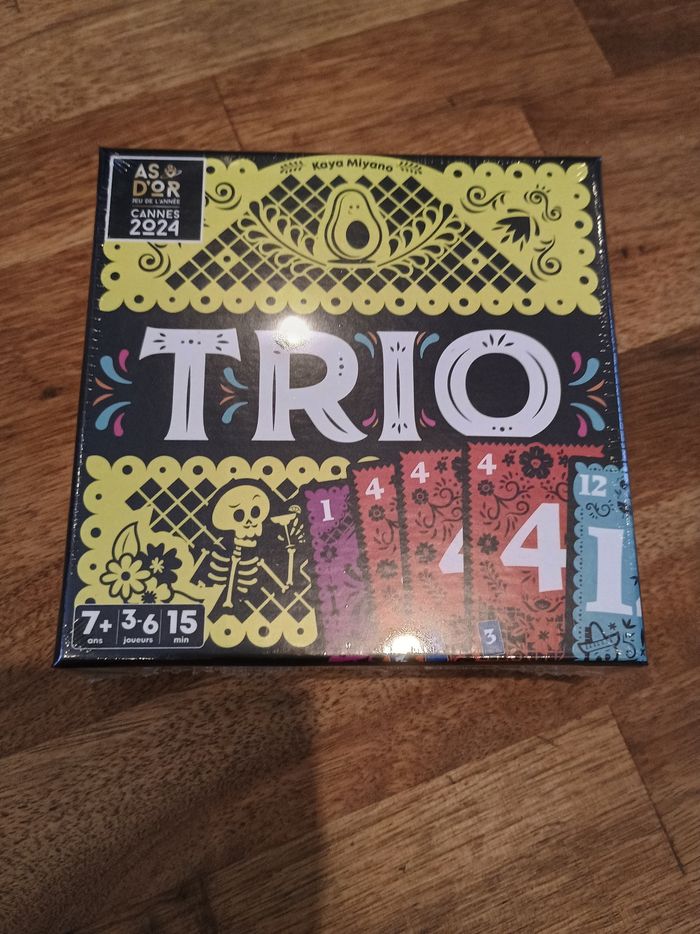 AS
D'OR
JEU DE L'ANNÉE
CANNES
2024
Kaya Miyano
TRIO
1
4
4
4
12
4
4
1
3
7+
ans
3-6
joueurs
15
min